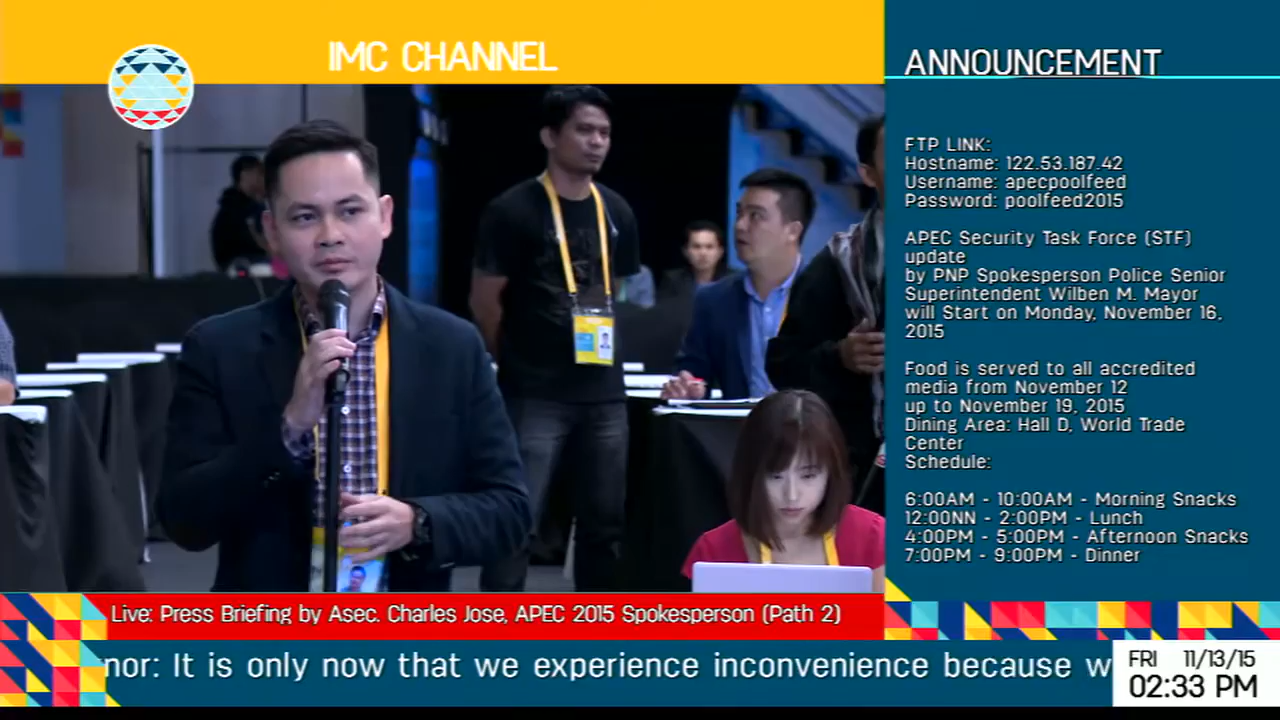 IMC CHANNEL
ANNOUNCEMENT
FTP LINK:
Hostname: 122.53.187.42
Username: apecpoolfeed
Password: poolfeed2015
APEC Security Task Force (STF)
update
by PNP Spokesperson Police Senior
Superintendent Wilben M. Mayor
will Start on Monday, November 16,
2015
Food is served to all accredited
media from November 12
up to November 19, 2015
Dining Area: Hall D, World Trade
Center
Schedule:
6:00AM - 10:00AM - Morning Snacks
12:00NN - 2:00PM - Lunch
4:00PM - 5:00PM - Afternoon Snacks
7:00PM - 9:00PM - Dinner
Live: Press Briefing by Asec. Charles Jose, APEC 2015 Spokesperson (Path 2)
nor: It is only now that we experience inconvenience because w
FRI 11/13/15
02:33 PM